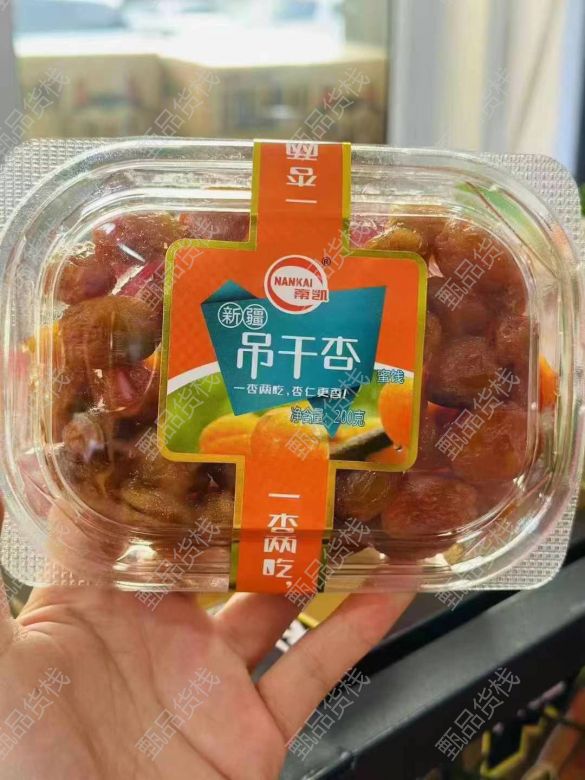 一杏两
NANKAI®
南凯
新疆
吊干杏
一杏两吃，杏仁更香！
蜜饯
净含量：200克
一杏两吃，
甄品货栈